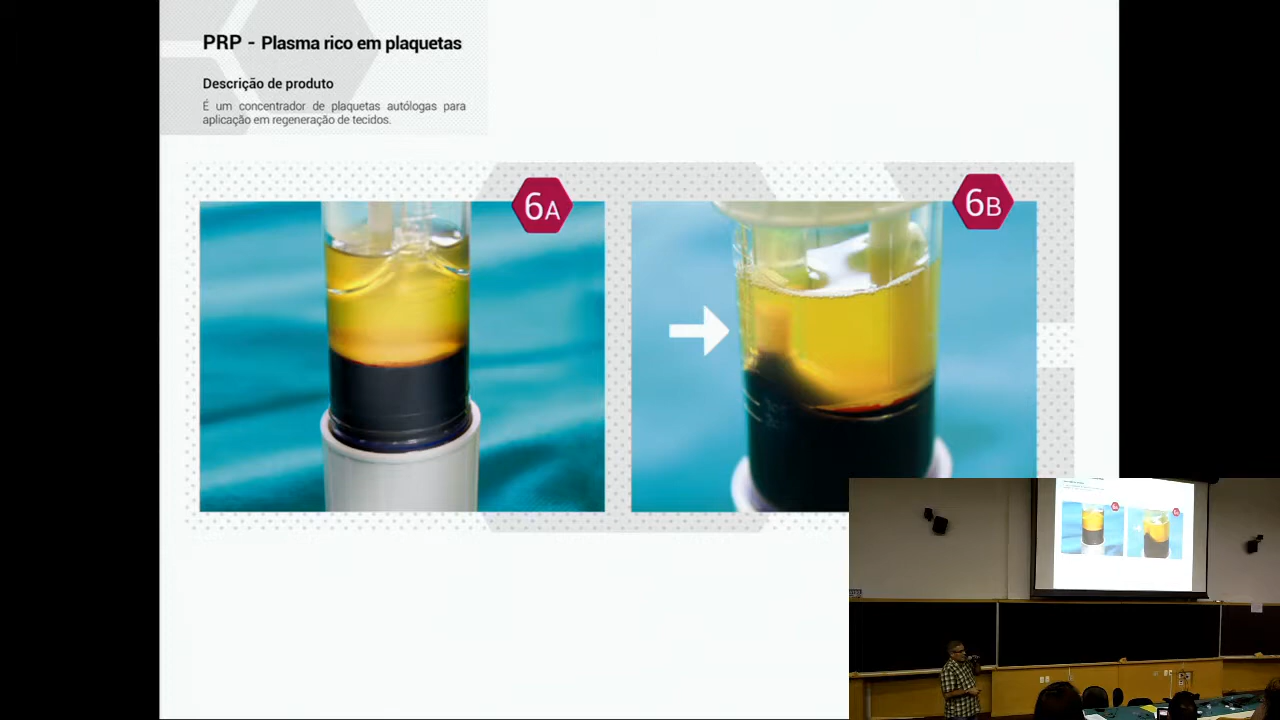 PRP - Plasma rico em plaquetas
Descrição de produto
É um concentrador de plaquetas autólogas para
aplicação em regeneração de tecidos.
6A
6B